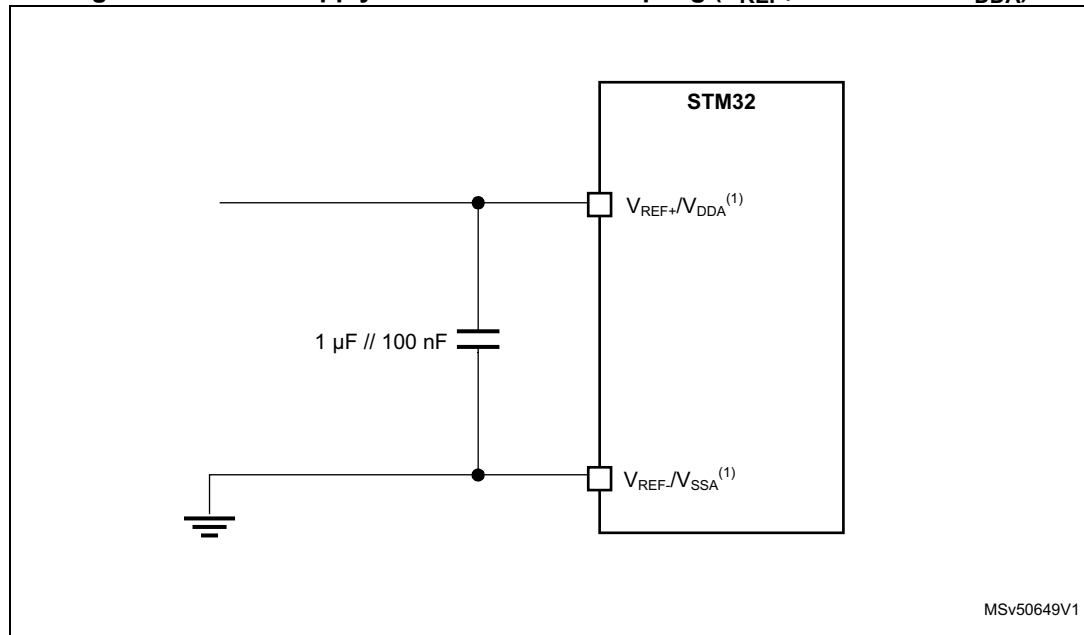 STM32
VREF+/VDDA(1)
1 µF // 100 nF
VREF-/VSSA(1)
MSv50649V1